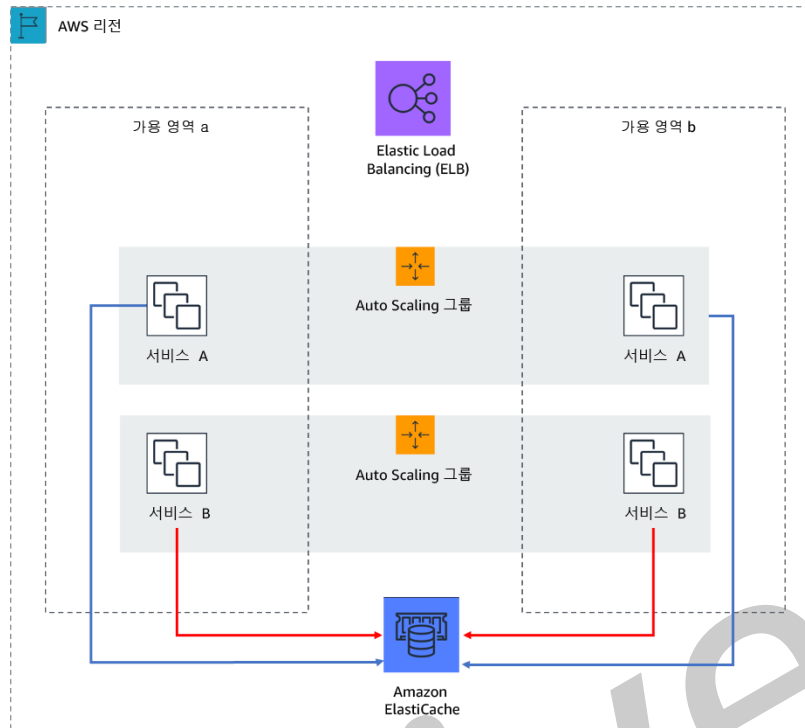 AWS 리전
가용 영역 a
가용 영역 b
Elastic Load
Balancing (ELB)
Auto Scaling 그룹
서비스 A
서비스 A
Auto Scaling 그룹
서비스 B
서비스 B
Amazon
ElastiCache